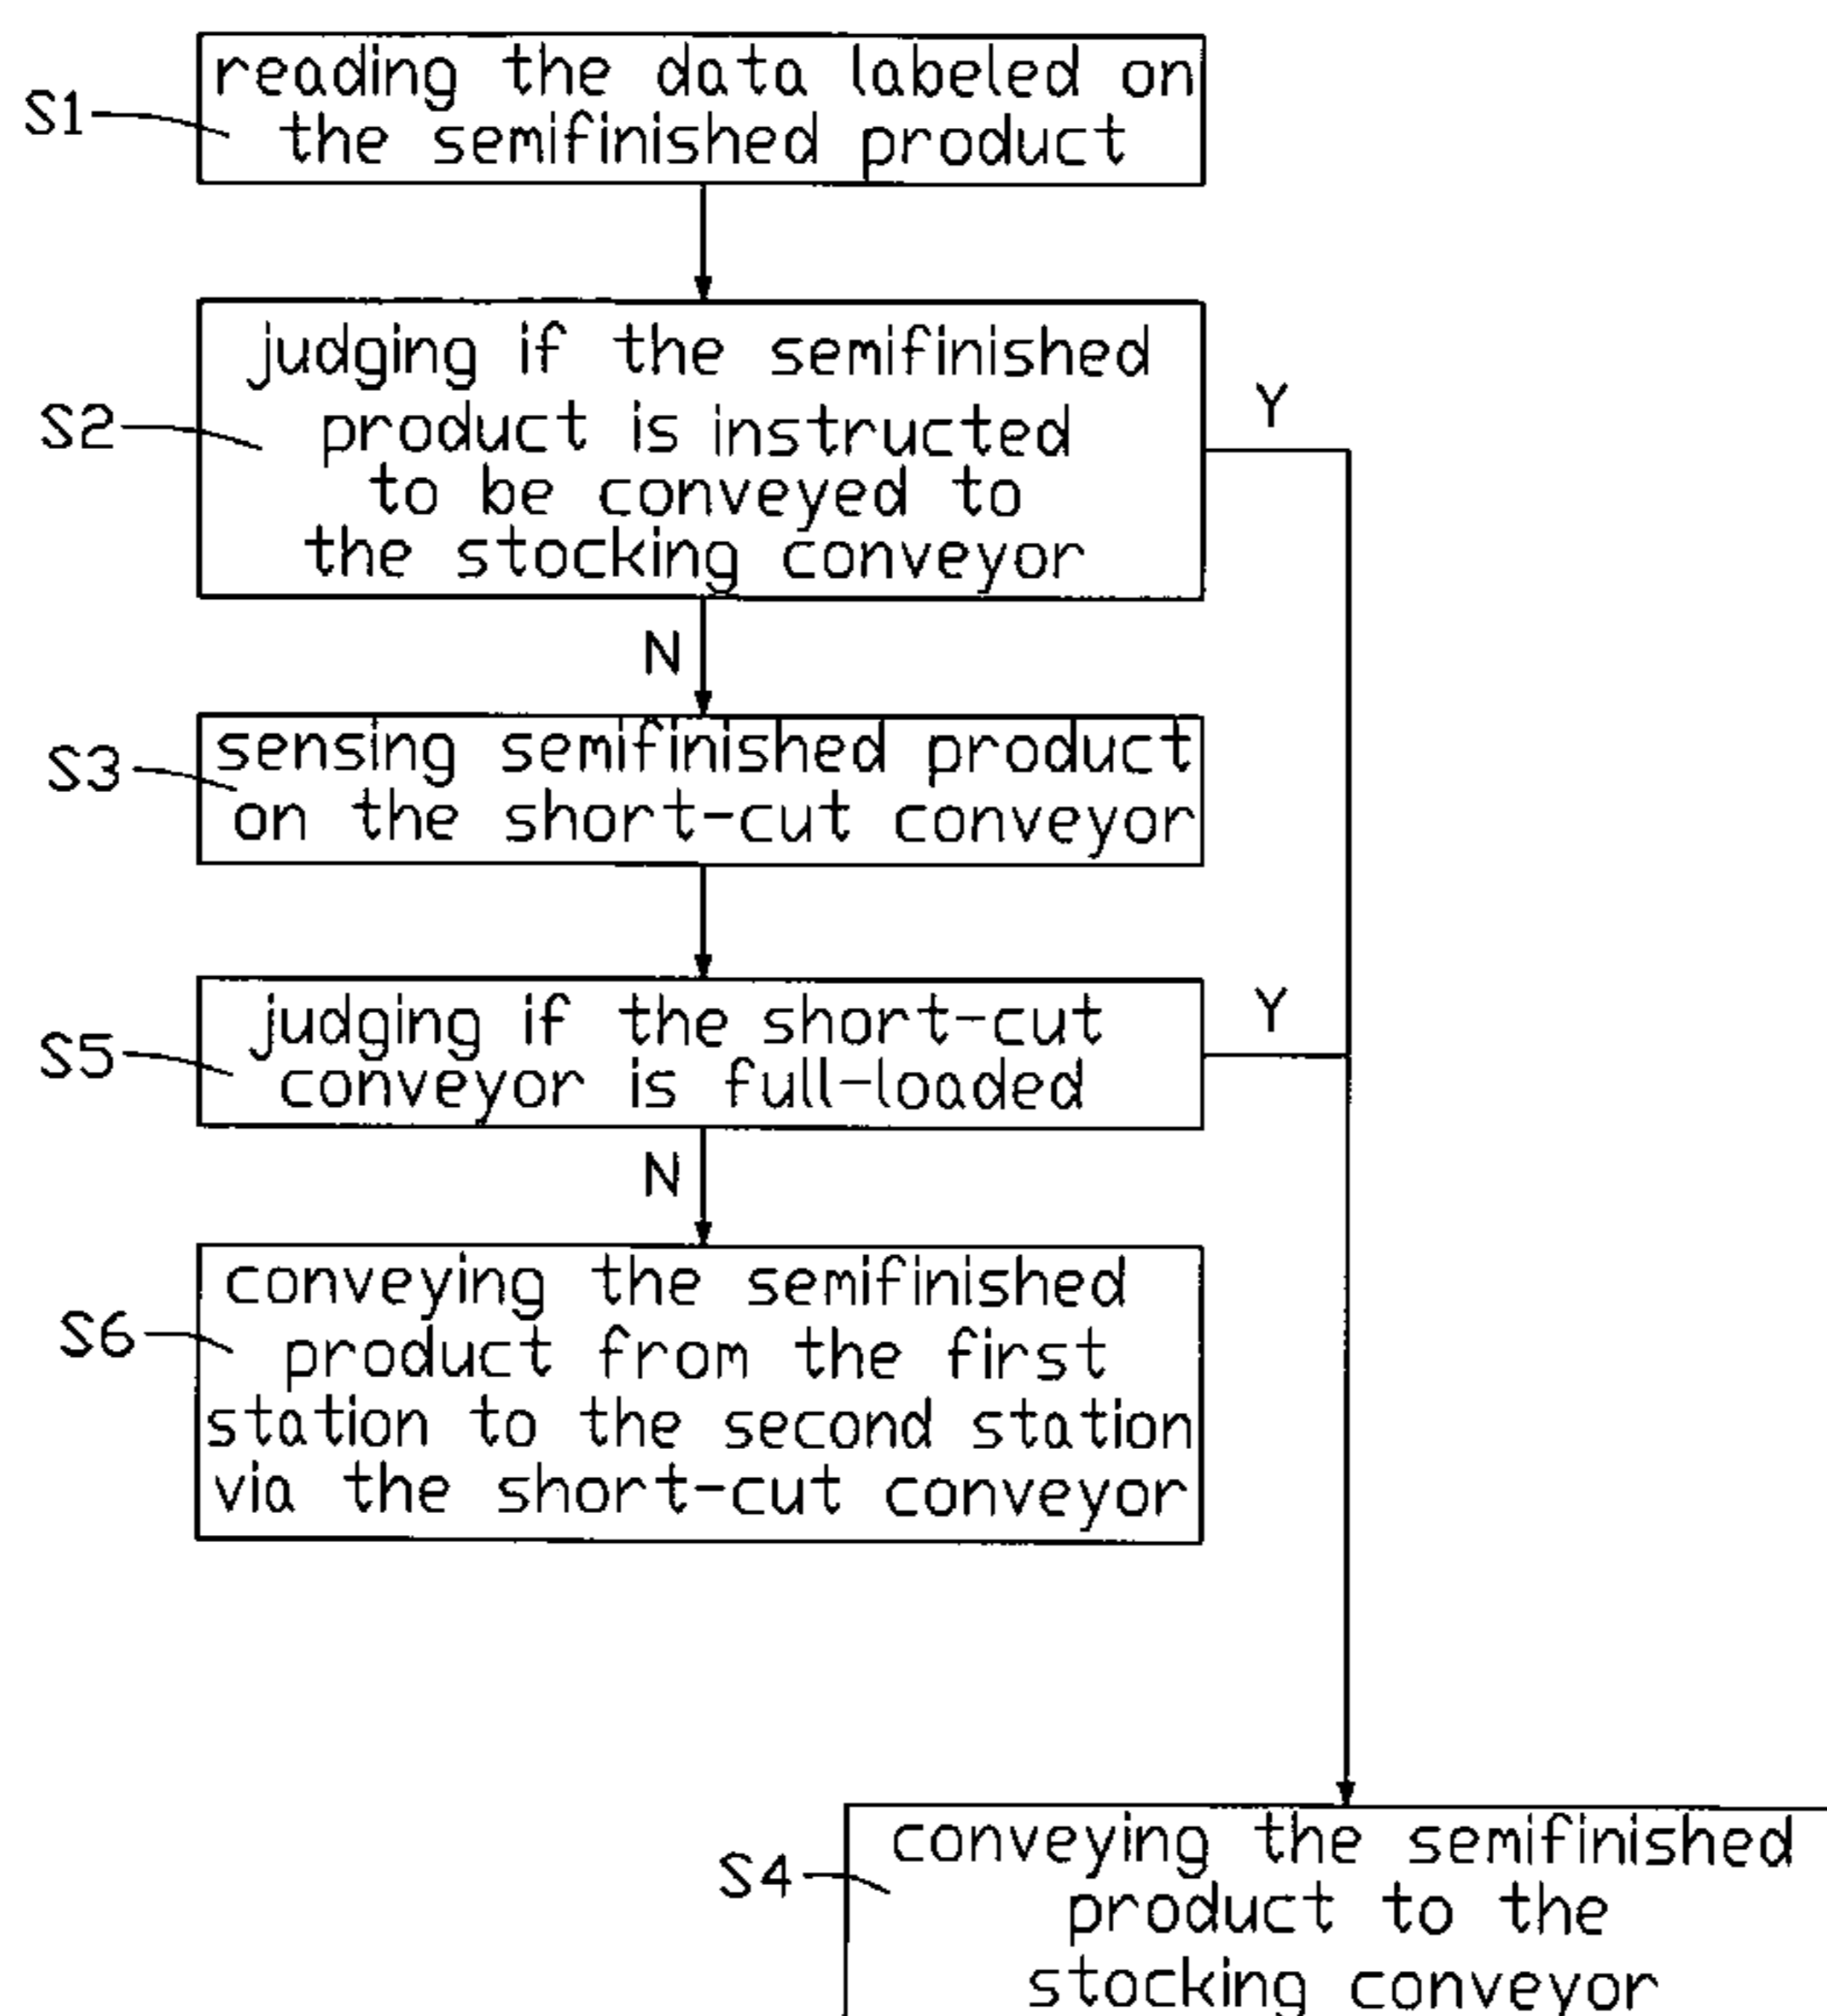 S1
reading the data labeled on
the semifinished product
S2
judging if the semifinished
product is instructed
to be conveyed to
the stocking conveyor
Y
N
S3
sensing semifinished product
on the short-cut conveyor
S5
judging if the short-cut
conveyor is full-loaded
Y
N
S6
conveying the semifinished
product from the first
station to the second station
via the short-cut conveyor
S4
conveying the semifinished
product to the
stocking conveyor